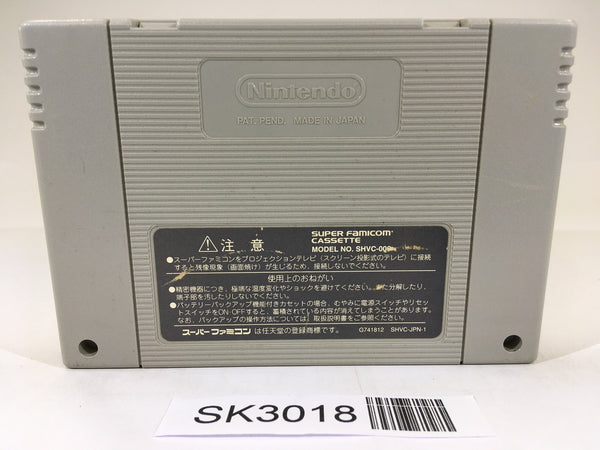 Nintendo
PAT. PEND. MADE IN JAPAN
⚠注意
SUPER FAMICOM™
CASSETTE
MODEL NO. SHVC-006
●スーパーファミコンをプロジェクションテレビ(スクリーン投影式のテレビ)に接続
すると残像現象(画面焼け)が生じるため、接続しないでください。
使用上のおねがい
●精密機器につき、極端な温度変化やショックを避けてください。また分解したり、
端子部を汚したりしないでください。
●バッテリーバックアップ機能付きカセットの場合、むやみに電源スイッチやリセッ
トスイッチをON・OFFすると、蓄積されている内容が消えてしまうことがあります。
なお、バックアップの操作方法については、取扱説明書をご参照ください。
スーパーファミコン は任天堂の登録商標です。
G741812 SHVC-JPN-1
SK3018